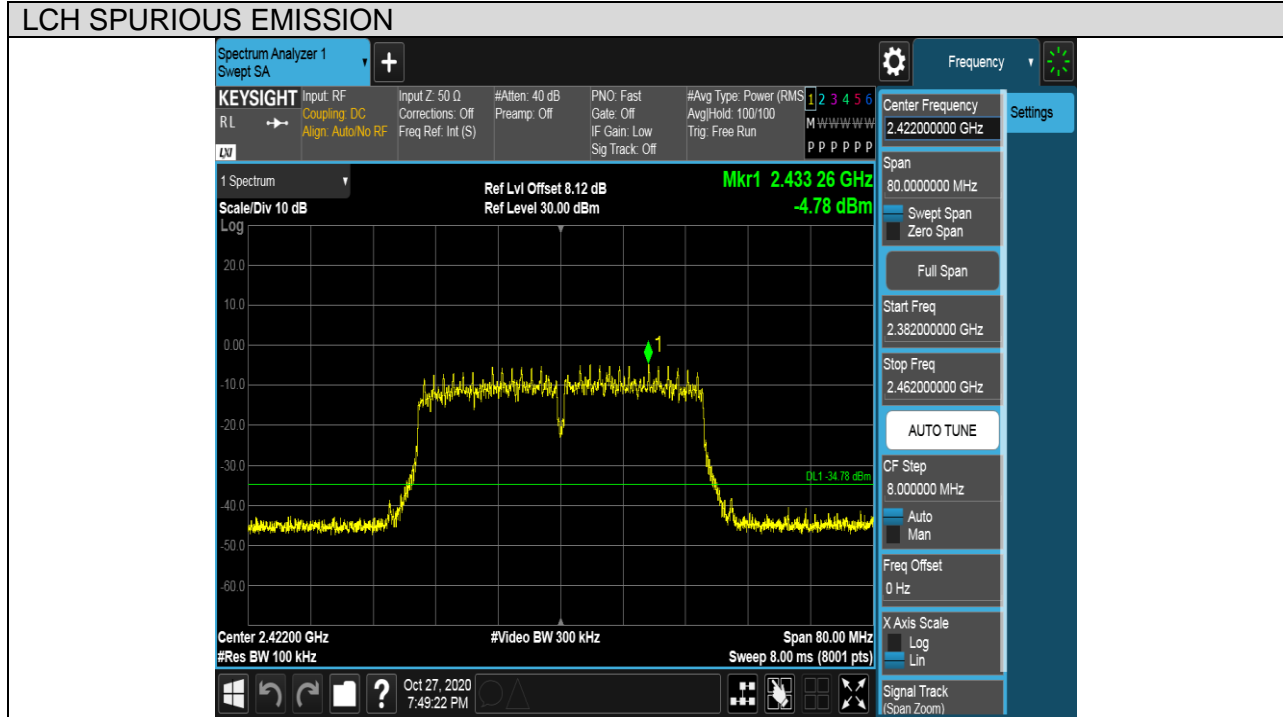 LCH SPURIOUS EMISSION
Spectrum Analyzer 1
Swept SA
Frequency
KEYSIGHT
RL
LXI
Input: RF
Coupling: DC
Align: Auto/No RF
Input Z: 50 Ω
Corrections: Off
Freq Ref: Int (S)
#Atten: 40 dB
Preamp: Off
PNO: Fast
Gate: Off
IF Gain: Low
Sig Track: Off
#Avg Type: Power (RMS
Avg|Hold: 100/100
Trig: Free Run
1 2 3 4 5 6
M W W W W W
P P P P P P
1 Spectrum
Scale/Div 10 dB
Ref Lvl Offset 8.12 dB
Ref Level 30.00 dBm
Mkr1 2.433 26 GHz
-4.78 dBm
Log
20.0
10.0
0.00
-10.0
-20.0
-30.0
-40.0
-50.0
-60.0
1
DL1 -34.78 dBm
Center 2.42200 GHz
#Res BW 100 kHz
#Video BW 300 kHz
Span 80.00 MHz
Sweep 8.00 ms (8001 pts)
Center Frequency
2.422000000 GHz
Settings
Span
80.0000000 MHz
Swept Span
Zero Span
Full Span
Start Freq
2.382000000 GHz
Stop Freq
2.462000000 GHz
AUTO TUNE
CF Step
8.000000 MHz
Auto
Man
Freq Offset
0 Hz
X Axis Scale
Log
Lin
Signal Track
(Span Zoom)
?
Oct 27, 2020
7:49:22 PM